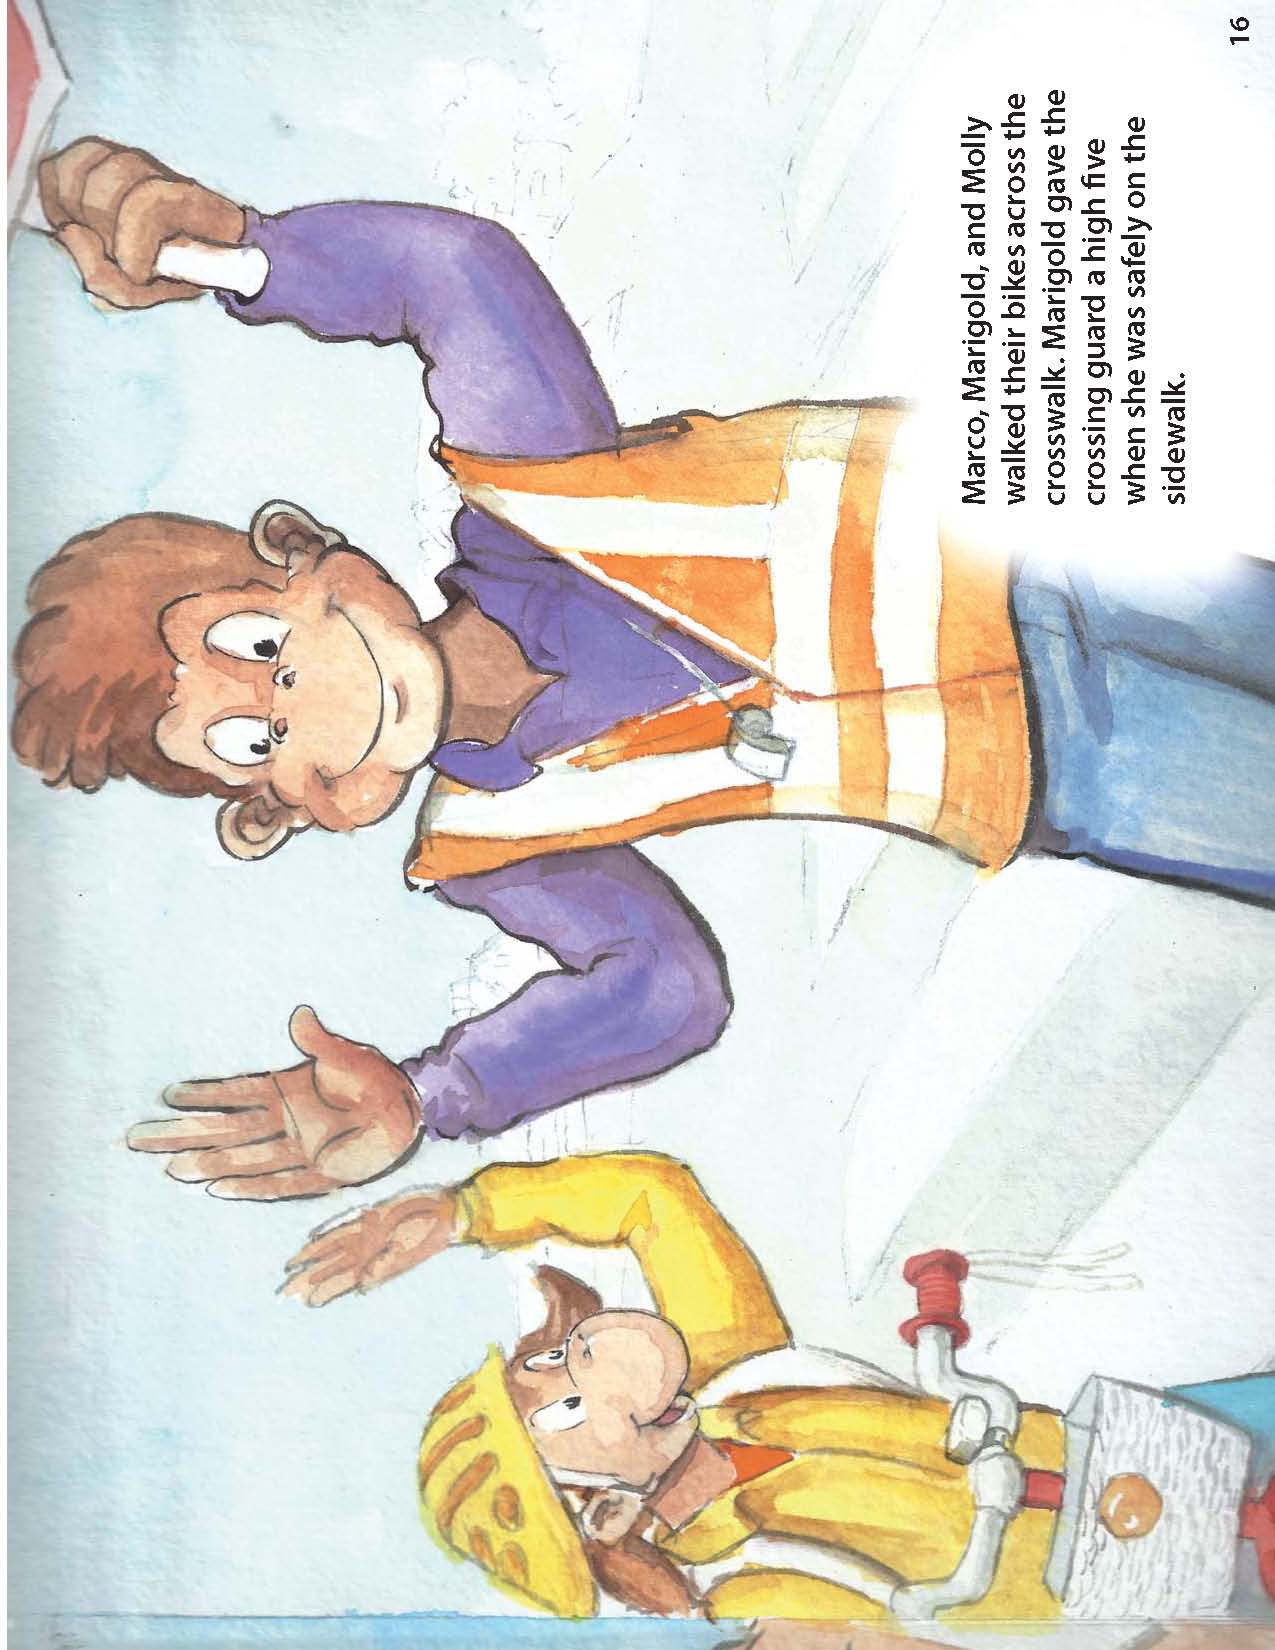 Marco, Marigold, and Molly
walked their bikes across the
crosswalk. Marigold gave the
crossing guard a high five
when she was safely on the
sidewalk.
16